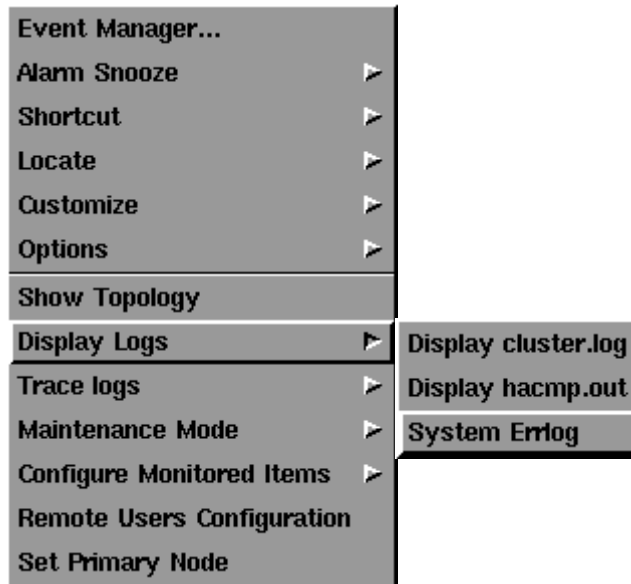 Event Manager...
Alarm Snooze
Shortcut
Locate
Customize
Options
Show Topology
Display Logs
Display cluster.log
Display hacmp.out
System Errlog
Trace logs
Maintenance Mode
Configure Monitored Items
Remote Users Configuration
Set Primary Node